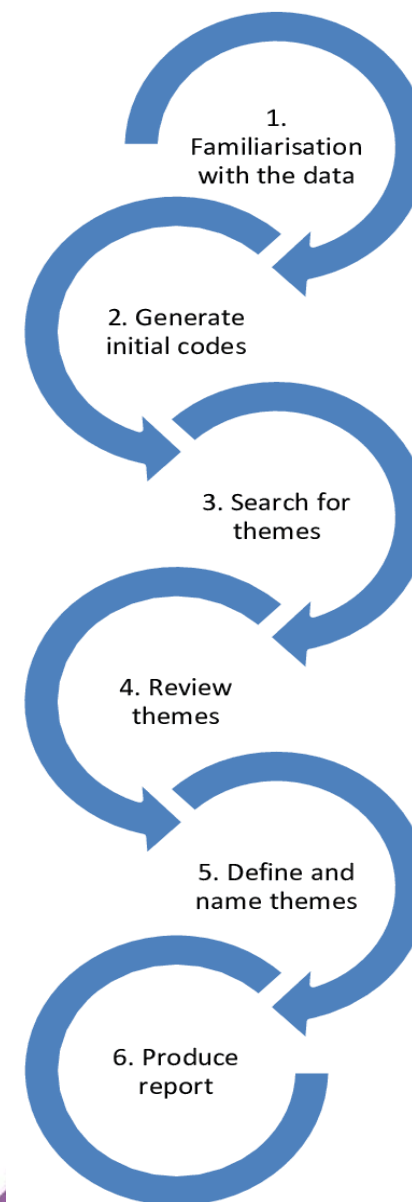 1.
Familiarisation
with the data
2. Generate
initial codes
3. Search for
themes
4. Review
themes
5. Define and
name themes
6. Produce
report